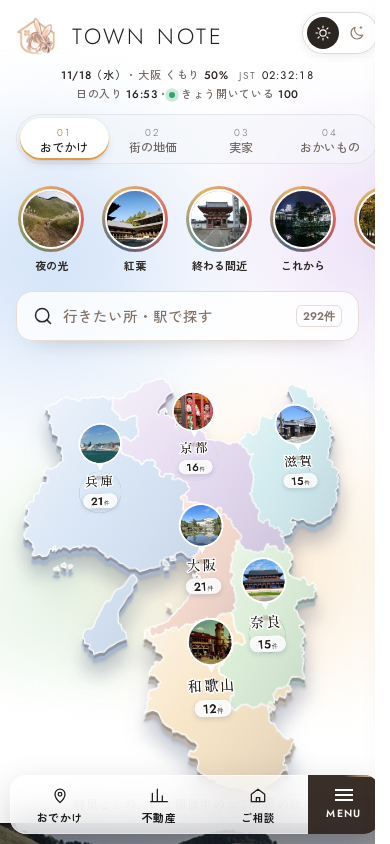 TOWN NOTE
11/18（水）・大阪 くもり 50% JST 02:32:18
日の入り 16:53・きょう開いている 100
01
おでかけ
02
街の地価
03
実家
04
おかいもの
夜の光
紅葉
終わる間近
これから
行きたい所・駅で探す
292件
京都
16件
滋賀
15件
兵庫
21件
大阪
21件
奈良
15件
和歌山
12件
おでかけ
不動産
ご相談
MENU